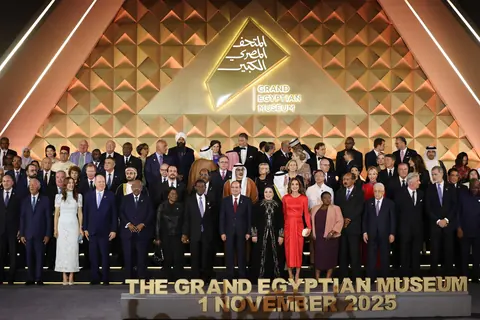 المتحف
المصري
الكبير
GRAND
EGYPTIAN
MUSEUM
THE GRAND EGYPTIAN MUSEUM
1 NOVEMBER 2025